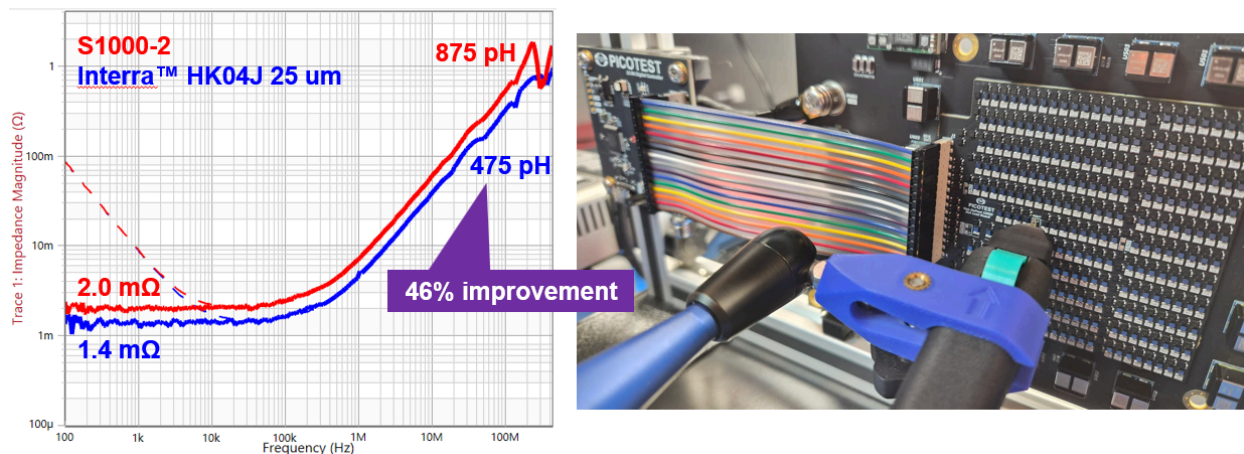 S1000-2
Interra™ HK04J 25 um
875 pH
475 pH
46% improvement
2.0 mΩ
1.4 mΩ
Trace 1: Impedance Magnitude (Ω)
1
100m
10m
1m
100µ
100
1k
10k
100k
1M
10M
100M
Frequency (Hz)
PICOTEST
PICOTEST